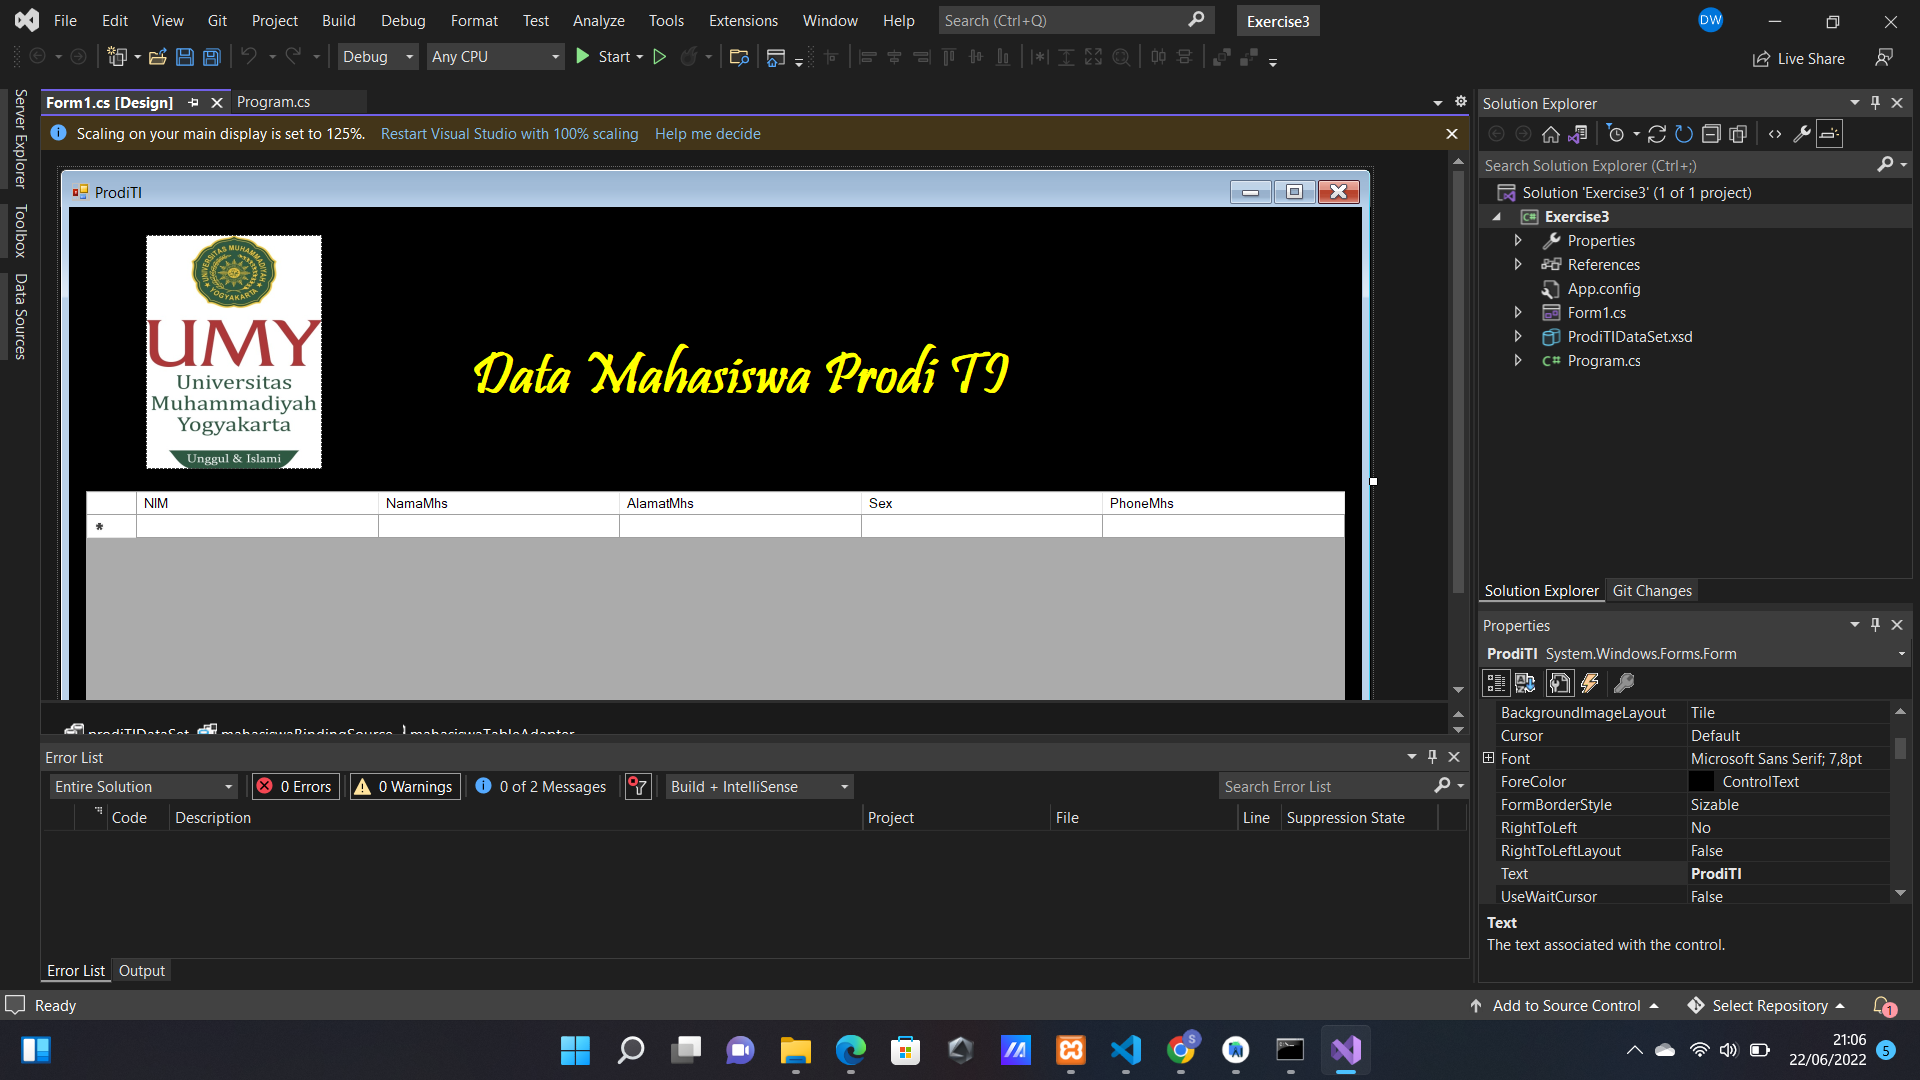 File Edit View Git Project Build Debug Format Test Analyze Tools Extensions Window Help Search (Ctrl+Q) Exercise3 DW
Debug Any CPU Start Live Share
Server Explorer
Toolbox
Data Sources
Form1.cs [Design] Program.cs
Scaling on your main display is set to 125%. Restart Visual Studio with 100% scaling Help me decide
ProdiTI
UNIVERSITAS MUHAMMADIYAH
YOGYAKARTA
UMY
Universitas
Muhammadiyah
Yogyakarta
Unggul & Islami
Data Mahasiswa Prodi TI
NIM NamaMhs AlamatMhs Sex PhoneMhs
*
prodiTIDataSet mahasiswaBindingSource mahasiswaTableAdapter
Error List
Entire Solution 0 Errors 0 Warnings 0 of 2 Messages Build + IntelliSense Search Error List
Code Description Project File Line Suppression State
Error List Output
Solution Explorer
Search Solution Explorer (Ctrl+;)
Solution 'Exercise3' (1 of 1 project)
C# Exercise3
Properties
References
App.config
Form1.cs
ProdiTIDataSet.xsd
C# Program.cs
Solution Explorer Git Changes
Properties
ProdiTI System.Windows.Forms.Form
BackgroundImageLayout Tile
Cursor Default
Font Microsoft Sans Serif; 7,8pt
ForeColor ControlText
FormBorderStyle Sizable
RightToLeft No
RightToLeftLayout False
Text ProdiTI
UseWaitCursor False
Text
The text associated with the control.
Ready Add to Source Control Select Repository 1
S
21:06
22/06/2022 5